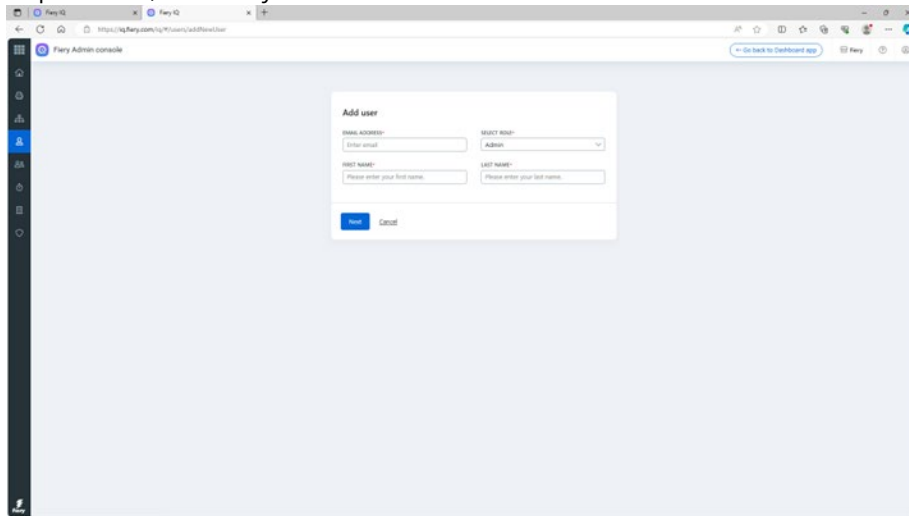 Fiery IQ
Fiery IQ
https://iq.fiery.com/iq/#/users/addNewUser
Fiery Admin console
Go back to Dashboard app
Fiery
Add user
EMAIL ADDRESS*
SELECT ROLE*
Enter email
Admin
FIRST NAME*
LAST NAME*
Please enter your first name.
Please enter your last name.
Next
Cancel
fiery